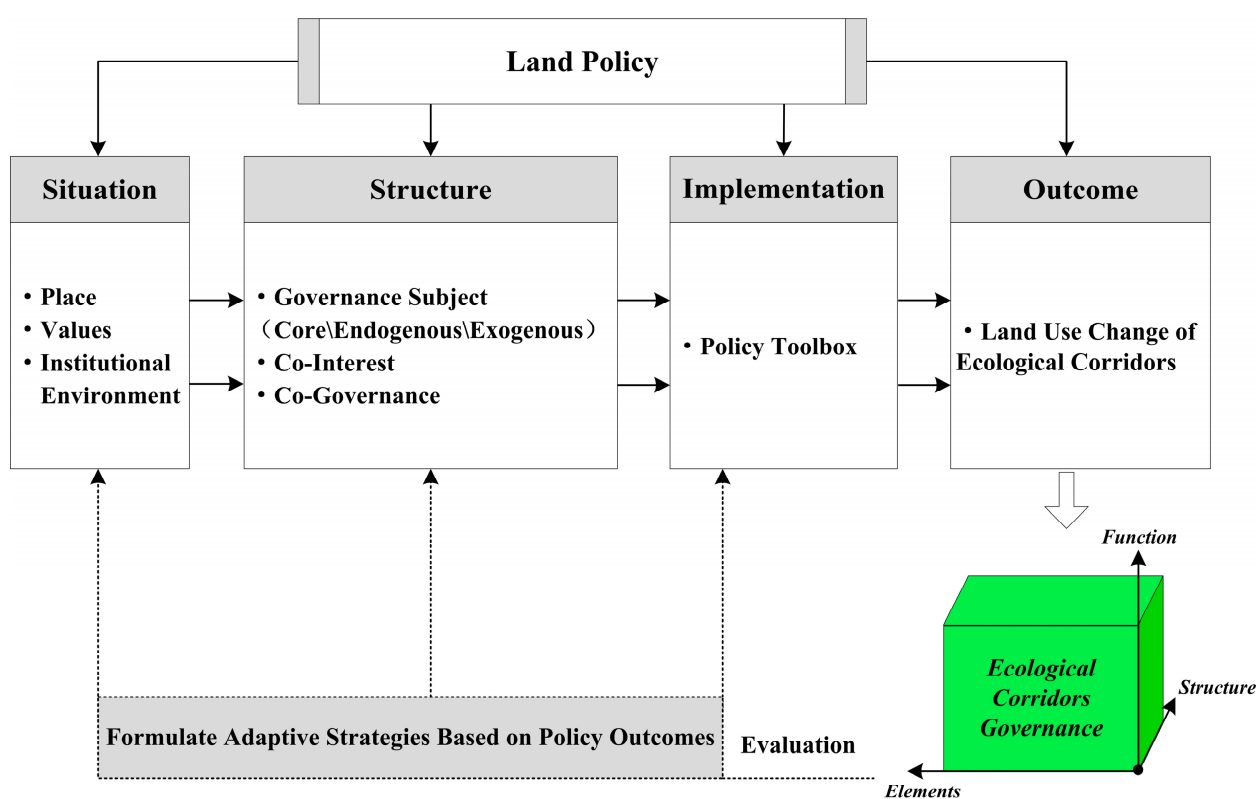 Land Policy
Situation
Structure
Implementation
Outcome
・Place
・Values
・Institutional
Environment
・Governance Subject
（Core\Endogenous\Exogenous）
・Co-Interest
・Co-Governance
・Policy Toolbox
・Land Use Change of
Ecological Corridors
Function
Ecological
Corridors
Governance
Structure
Elements
Formulate Adaptive Strategies Based on Policy Outcomes
Evaluation